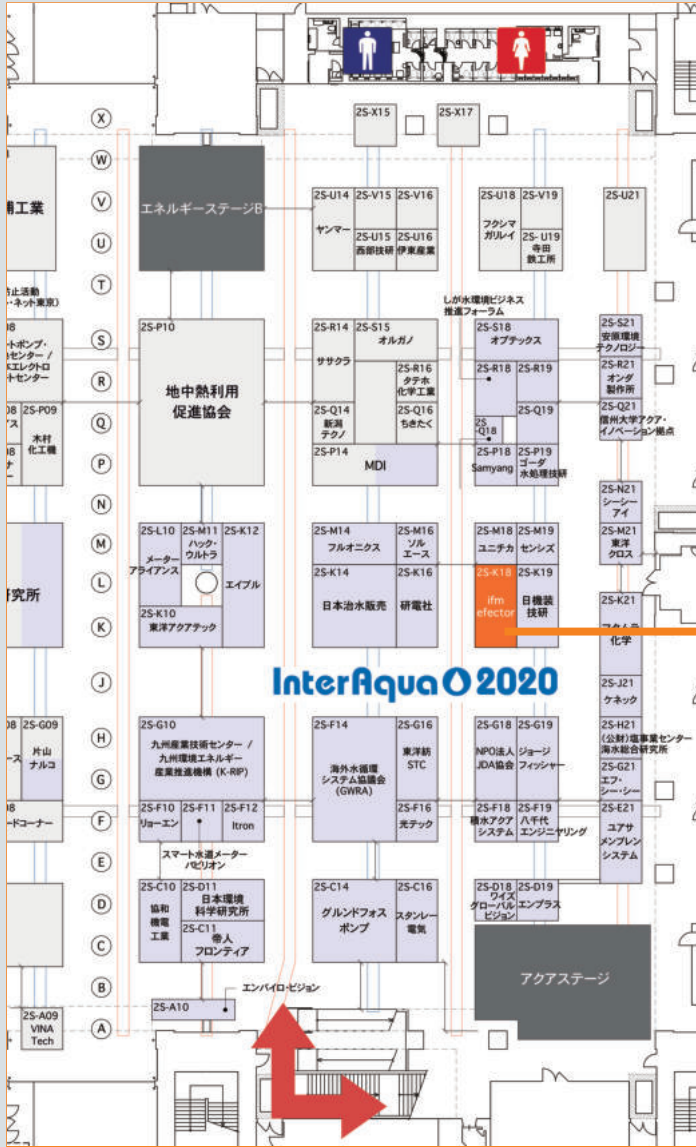 2S-X15
2S-X17
X
W
V
U
T
S
R
Q
P
N
M
L
K
J
H
G
F
E
D
C
B
A
エネルギーステージB
2S-U14
ヤンマー
2S-V15
2S-V16
2S-U15
西部技研
2S-U16
伊東産業
2S-U18
フクシマ
ガリレイ
2S-V19
2S- U19
寺田
鉄工所
2S-U21
しが水環境ビジネス
推進フォーラム
2S-P10
地中熱利用
促進協会
2S-R14
ササクラ
2S-S15
オルガノ
2S-R16
タテホ
化学工業
2S-Q14
新潟
テクノ
2S-Q16
ちきたく
2S-P14
MDI
2S-S18
オプテックス
2S-R18
2S-R19
2S
-Q18
2S-Q19
2S-P18
Samyang
2S-P19
ゴーダ
水処理技研
2S-S21
安原環境
テクノロジー
2S-R21
オンダ
製作所
2S-Q21
信州大学アクア・
イノベーション拠点
2S-P09
木村
化工機
2S-N21
シーシー
アイ
2S-M21
東洋
クロス
2S-L10
メーター
アライアンス
2S-M11
ハック・
ウルトラ
2S-K12
エイブル
2S-K10
東洋アクアテック
2S-M14
フルオニクス
2S-M16
ソル
エース
2S-K14
日本治水販売
2S-K16
研電社
2S-M18
ユニチカ
2S-M19
センシズ
2S-K18
ifm
efector
2S-K19
日機装
技研
2S-K21
フタムラ
化学
2S-J21
ケネック
InterAqua 2020
2S-G09
片山
ナルコ
2S-G10
九州産業技術センター /
九州環境エネルギー
産業推進機構 (K-RIP)
2S-F10
リョーエン
2S-F11
2S-F12
Itron
スマート水道メーター
パビリオン
2S-F14
海外水循環
システム協議会
(GWRA)
2S-G16
東洋紡
STC
2S-F16
光テック
2S-G18
NPO法人
JDA協会
2S-G19
ジョージ
フィッシャー
2S-F18
積水アクア
システム
2S-F19
八千代
エンジニヤリング
2S-H21
(公財)塩事業センター
海水総合研究所
2S-G21
エフ・
シー・シー
2S-E21
ユアサ
メンブレン
システム
2S-C10
協和
機電
工業
2S-D11
日本環境
科学研究所
2S-C11
帝人
フロンティア
2S-C14
グルンドフォス
ポンプ
2S-C16
スタンレー
電気
2S-D18
ワイズ
グローバル
ビジョン
2S-D19
エンプラス
アクアステージ
2S-A10
エンバイロ・ビジョン
2S-A09
VINA
Tech